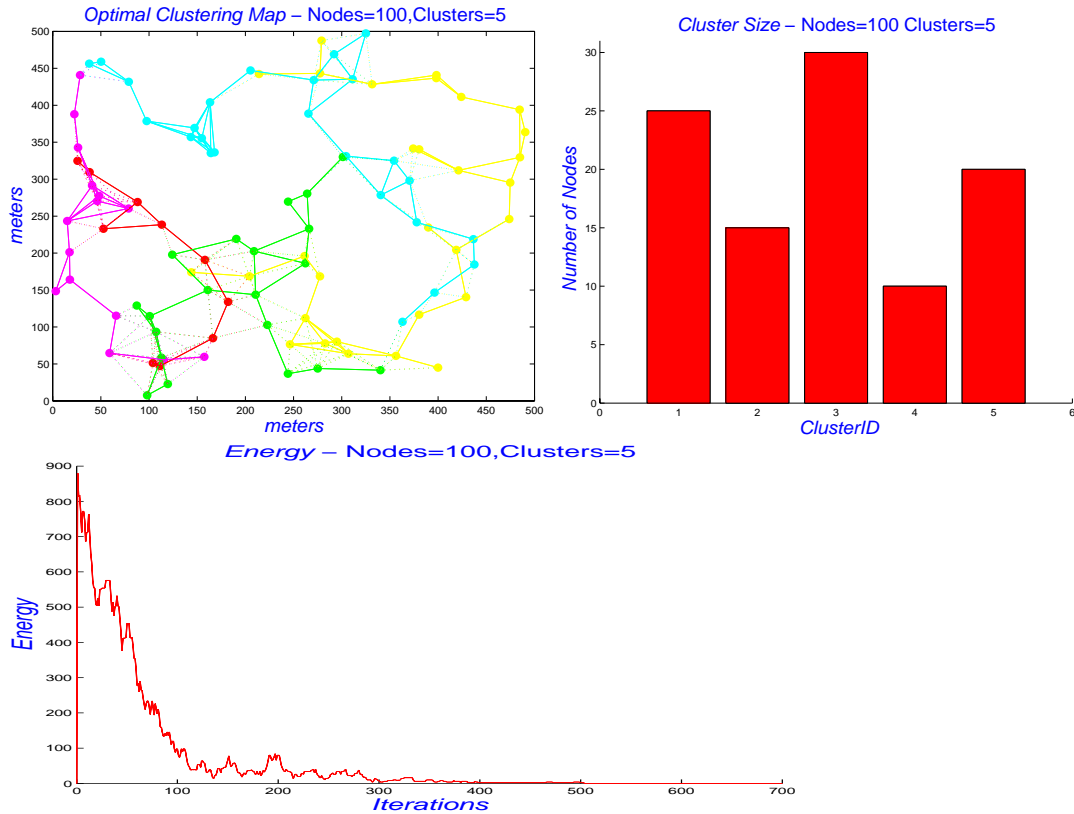 Optimal Clustering Map – Nodes=100,Clusters=5
500
450
400
350
300
250
200
150
100
50
0
meters
0 50 100 150 200 250 300 350 400 450 500
meters
Cluster Size – Nodes=100 Clusters=5
30
25
20
15
10
5
0
Number of Nodes
0 1 2 3 4 5 6
ClusterID
Energy – Nodes=100,Clusters=5
900
800
700
600
500
400
300
200
100
0
Energy
0 100 200 300 400 500 600 700
Iterations